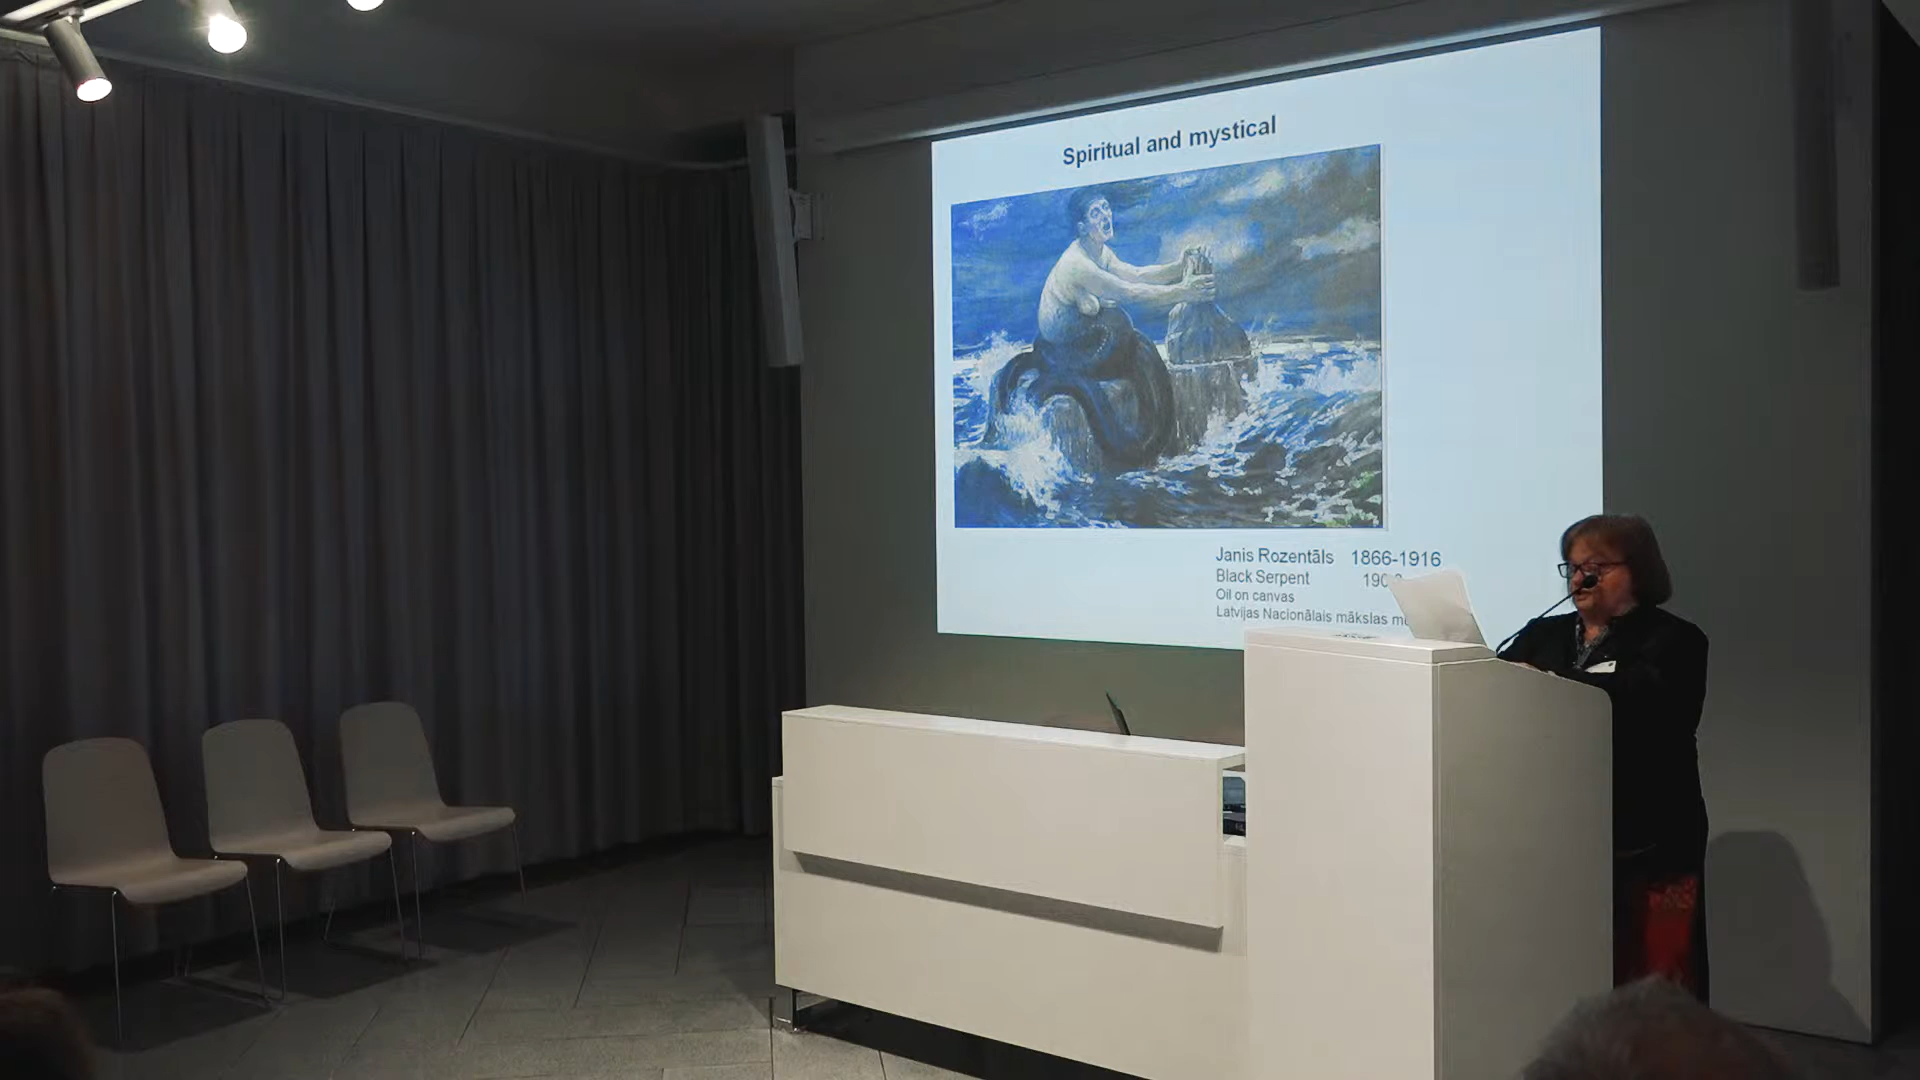 Spiritual and mystical
Janis Rozentāls 1866-1916
Black Serpent
Oil on canvas
Latvijas Nacionālais mākslas